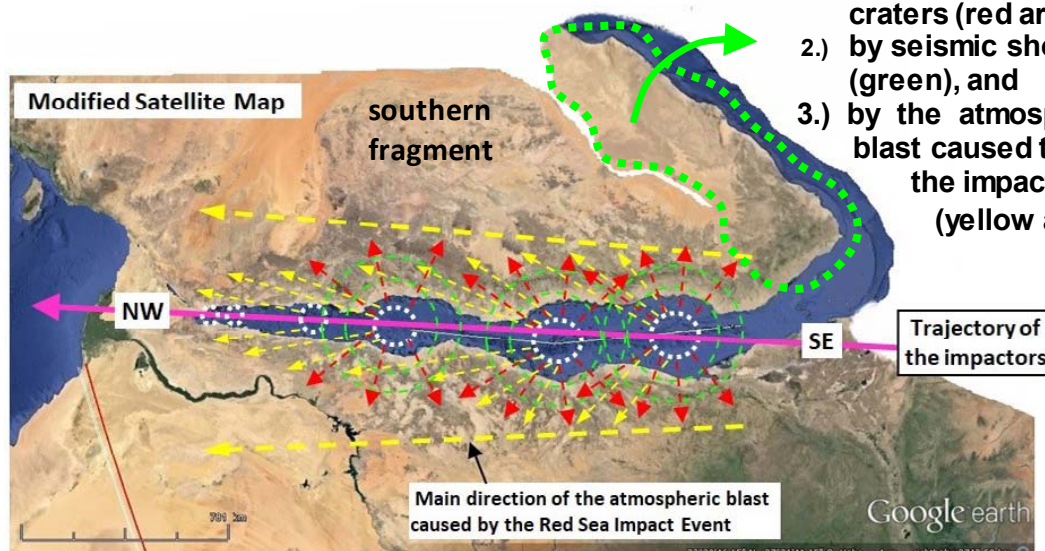 craters (red ar
2.) by seismic sho
(green), and
3.) by the atmosp
blast caused t
the impac
(yellow a
Modified Satellite Map
southern
fragment
NW
SE
Trajectory of
the impactors
Main direction of the atmospheric blast
caused by the Red Sea Impact Event
781 km
Google earth